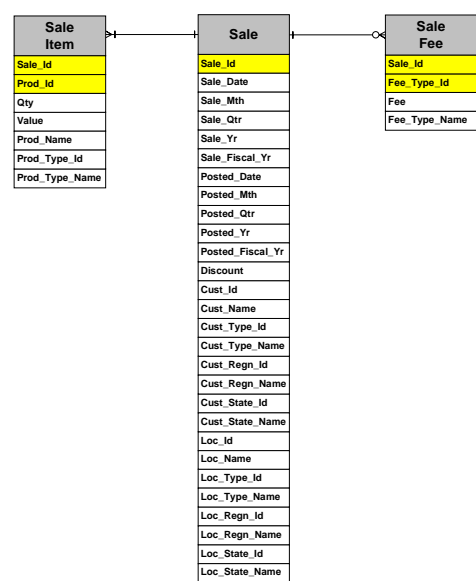 Sale
Item
Sale_Id
Prod_Id
Qty
Value
Prod_Name
Prod_Type_Id
Prod_Type_Name
Sale
Sale_Id
Sale_Date
Sale_Mth
Sale_Qtr
Sale_Yr
Sale_Fiscal_Yr
Posted_Date
Posted_Mth
Posted_Qtr
Posted_Yr
Posted_Fiscal_Yr
Discount
Cust_Id
Cust_Name
Cust_Type_Id
Cust_Type_Name
Cust_Regn_Id
Cust_Regn_Name
Cust_State_Id
Cust_State_Name
Loc_Id
Loc_Name
Loc_Type_Id
Loc_Type_Name
Loc_Regn_Id
Loc_Regn_Name
Loc_State_Id
Loc_State_Name
Sale
Fee
Sale_Id
Fee_Type_Id
Fee
Fee_Type_Name